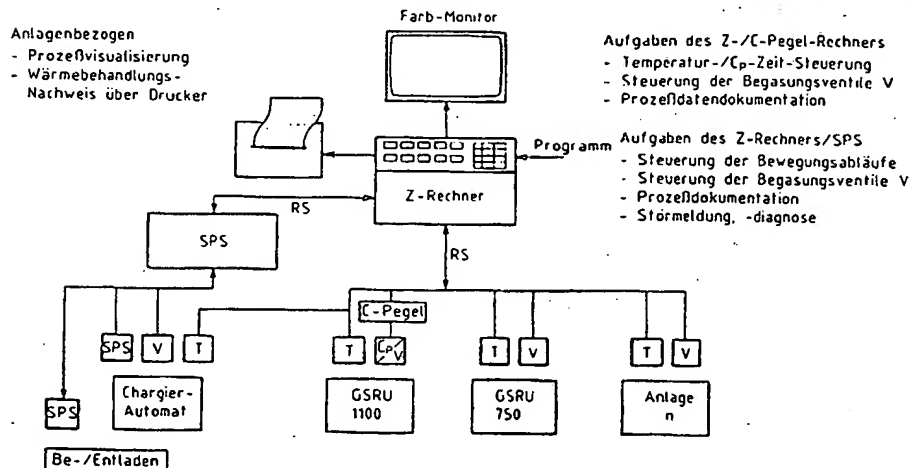 Farb-Monitor
Anlagenbezogen
- Prozeßvisualisierung
- Wärmebehandlungs-
Nachweis über Drucker
Aufgaben des Z-/C-Pegel-Rechners
- Temperatur-/Cp-Zeit-Steuerung
- Steuerung der Begasungsventile V
- Prozeßdatendokumentation
Programm
Aufgaben des Z-Rechners/SPS
- Steuerung der Bewegungsabläufe
- Steuerung der Begasungsventile V
- Prozeßdokumentation
- Störmeldung, -diagnose
Z-Rechner
RS
SPS
RS
C-Pegel
SPS
V
T
T
Cp/V
T
V
T
V
Chargier-
Automat
GSRU
1100
GSRU
750
Anlage
n
SPS
Be-/Entladen